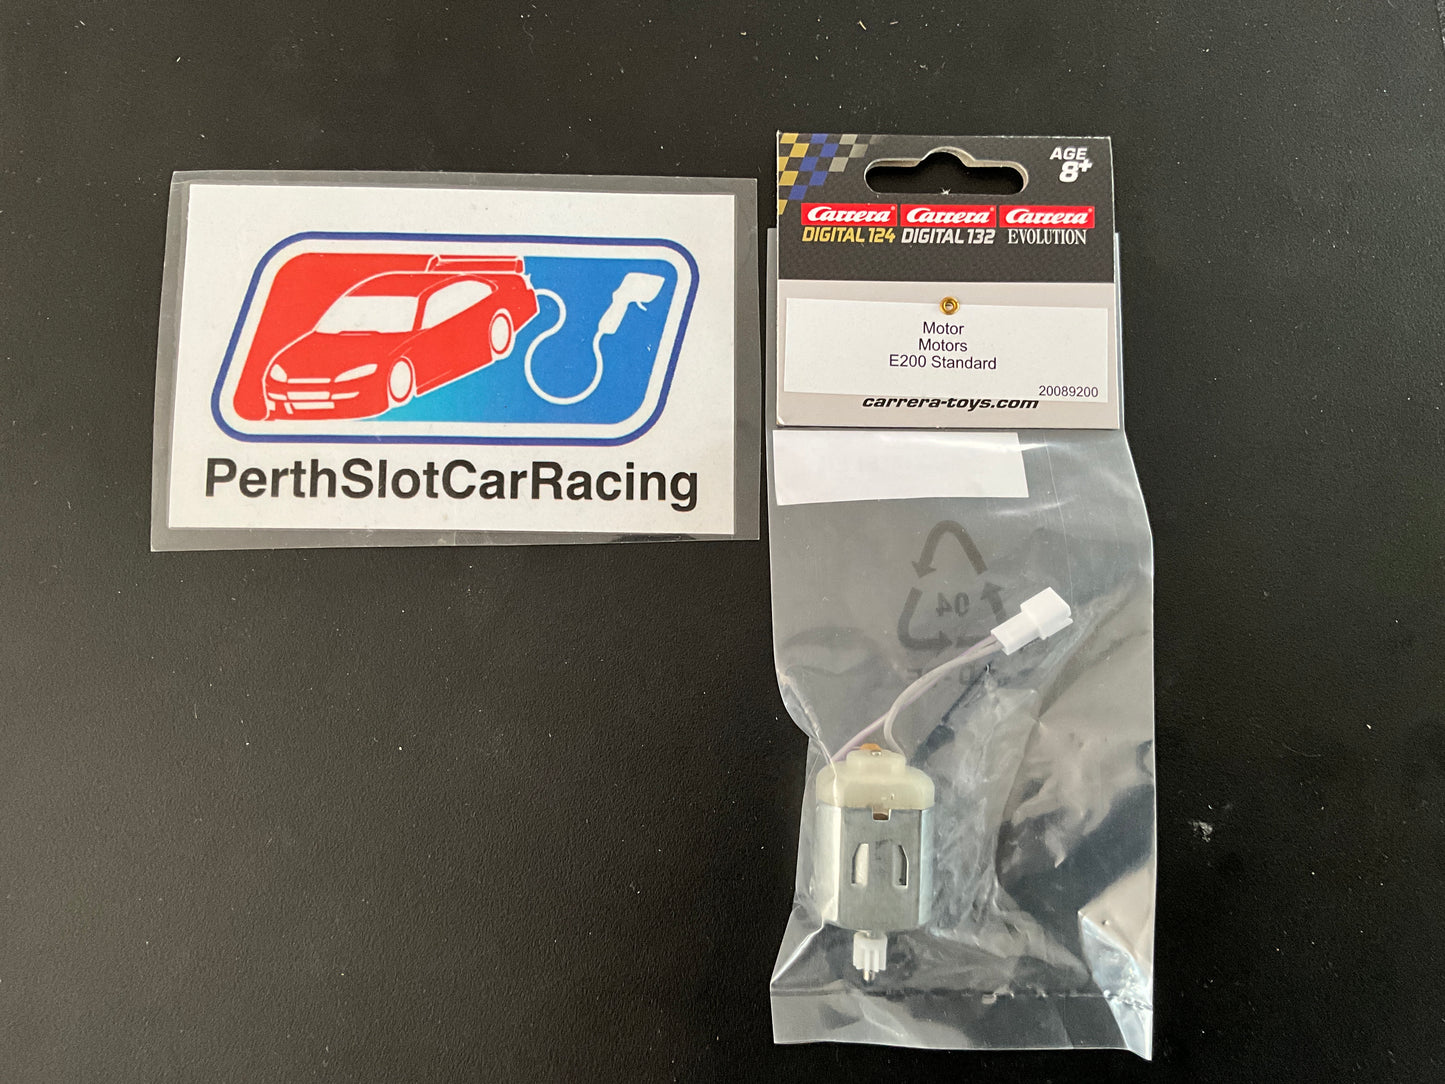 PerthSlotCarRacing
AGE
8+
Carrera Carrera Carrera
DIGITAL 124 DIGITAL 132 EVOLUTION
Motor
Motors
E200 Standard
20089200
carrera-toys.com
04